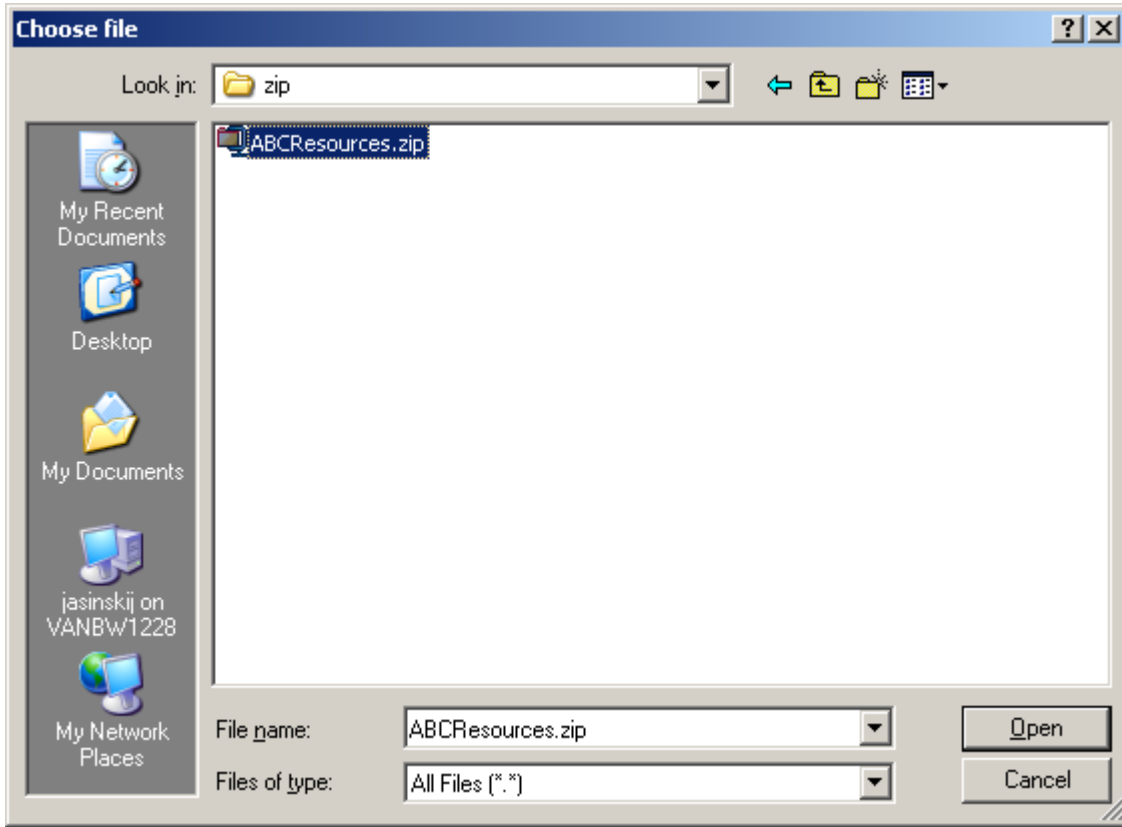 Choose file
Look in:
zip
ABCResources.zip
My Recent
Documents
Desktop
My Documents
jasinskij on
VANBW1228
My Network
Places
File name:
ABCResources.zip
Open
Files of type:
All Files (*.*)
Cancel